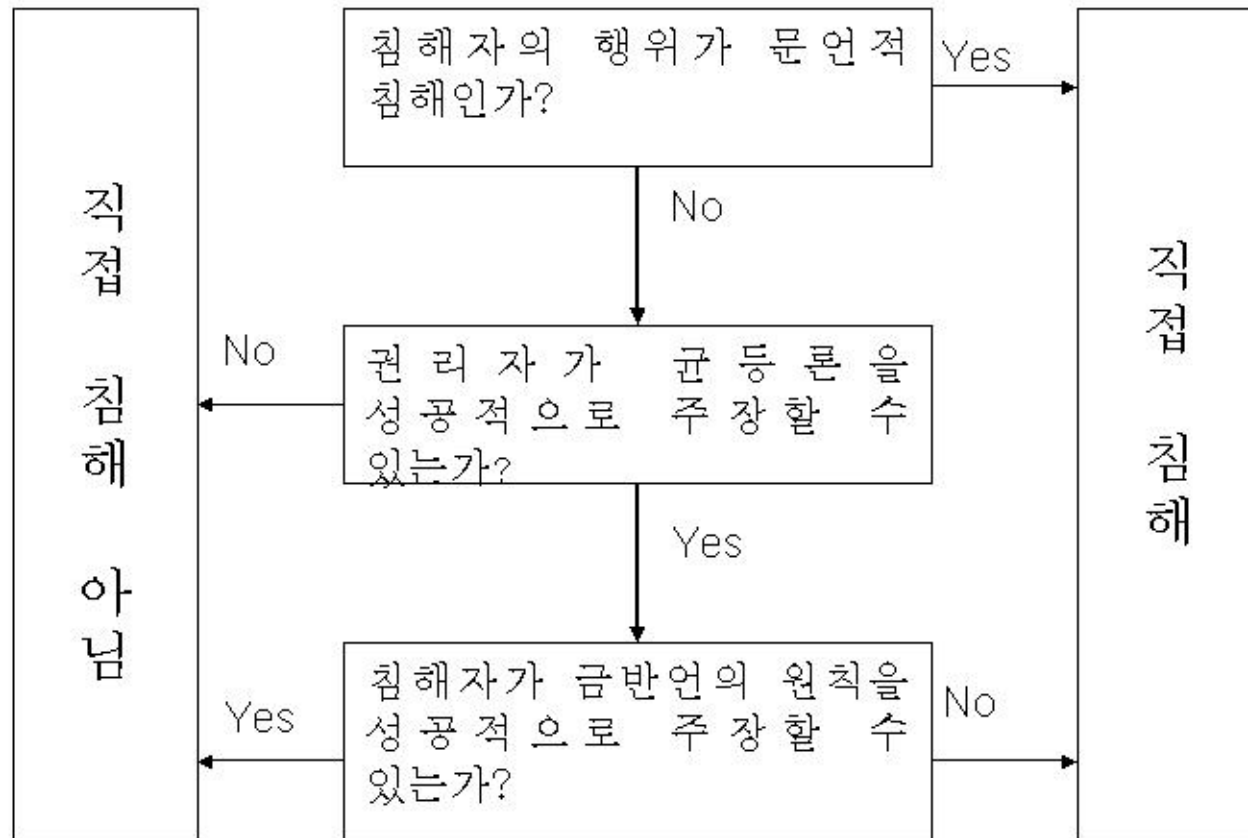 침해자의 행위가 문언적
침해인가?
Yes
No
권리자가 균등론을
성공적으로 주장할 수
있는가?
No
Yes
침해자가 금반언의 원칙을
성공적으로 주장할 수
있는가?
Yes
No
직접 침해 아님
직접 침해